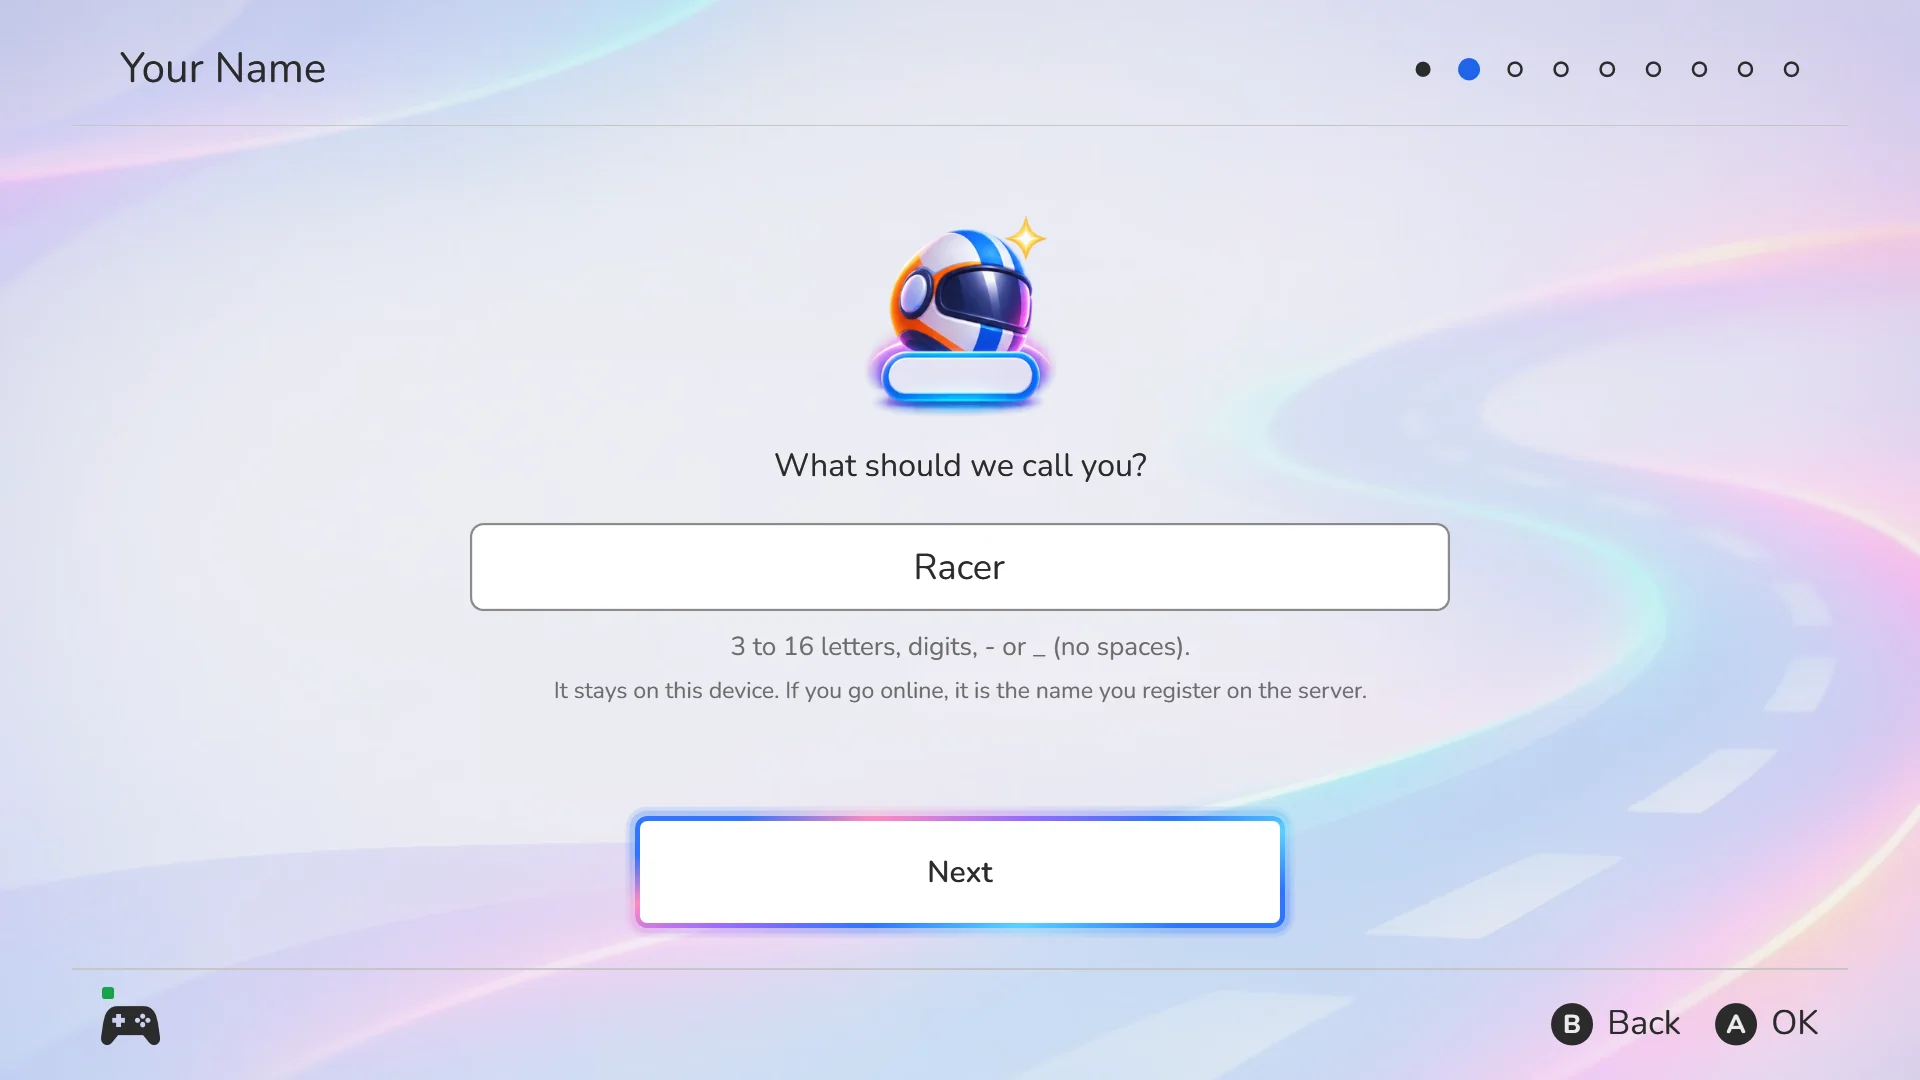 Your Name
What should we call you?
Racer
3 to 16 letters, digits, - or _ (no spaces).
It stays on this device. If you go online, it is the name you register on the server.
Next
B Back A OK